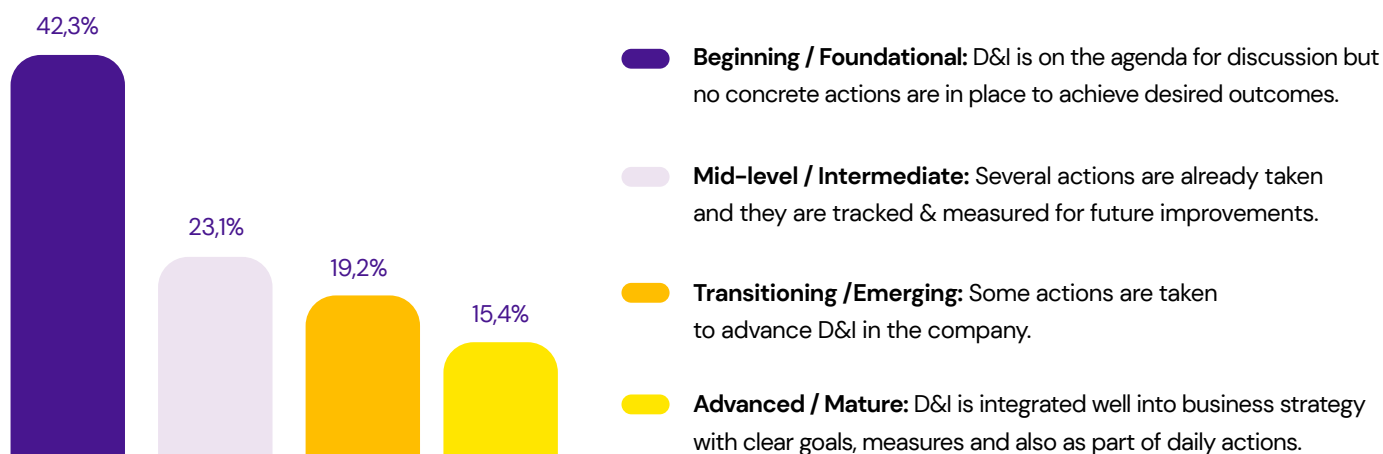 42,3%
23,1%
19,2%
15,4%
Beginning / Foundational: D&I is on the agenda for discussion but
no concrete actions are in place to achieve desired outcomes.
Mid-level / Intermediate: Several actions are already taken
and they are tracked & measured for future improvements.
Transitioning /Emerging: Some actions are taken
to advance D&I in the company.
Advanced / Mature: D&I is integrated well into business strategy
with clear goals, measures and also as part of daily actions.